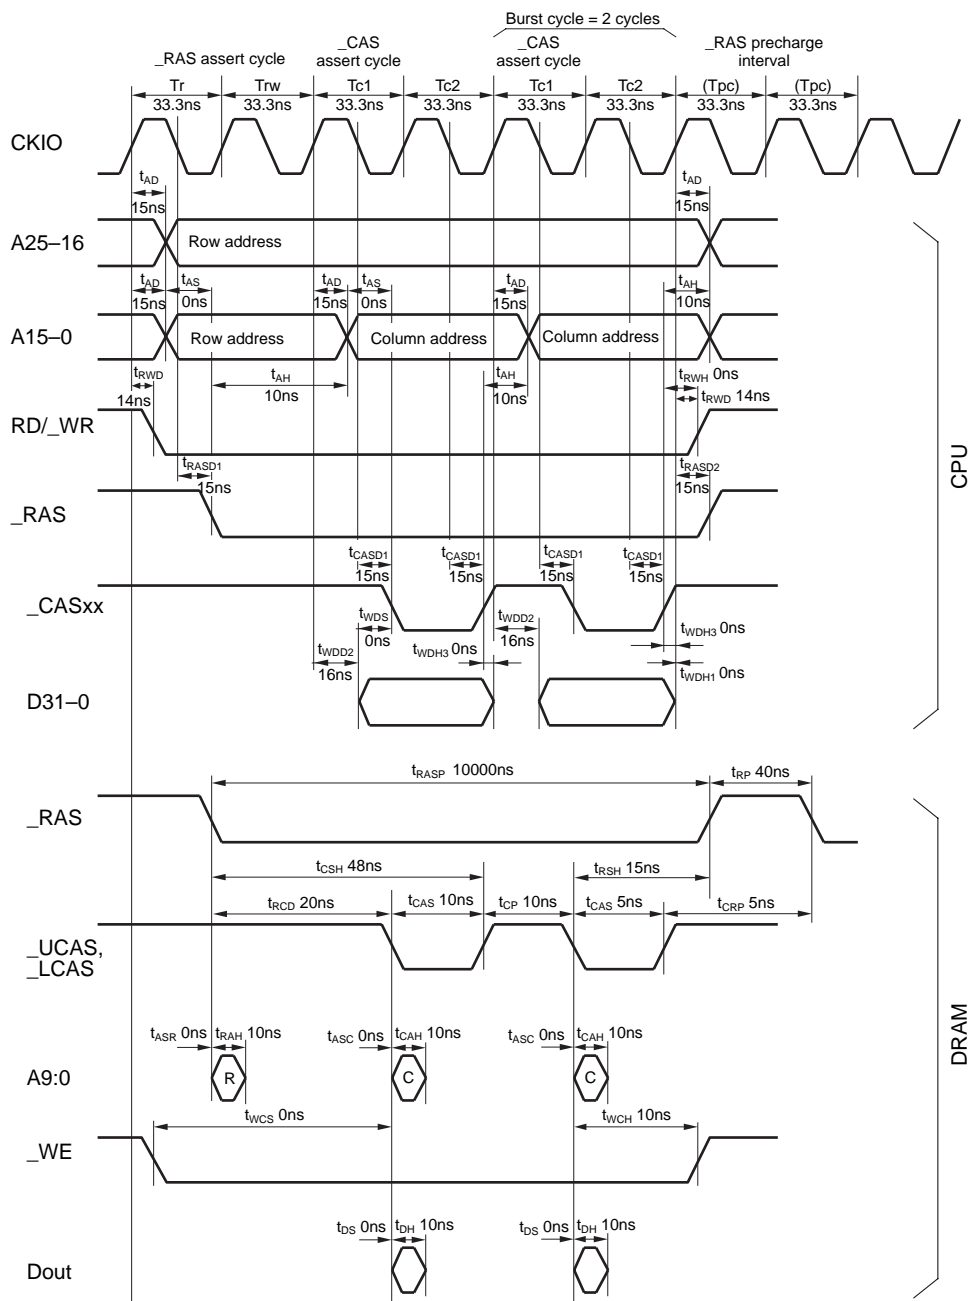 Burst cycle = 2 cycles
_RAS assert cycle
_CAS
assert cycle
_CAS
assert cycle
_RAS precharge
interval
Tr Trw Tc1 Tc2 Tc1 Tc2 (Tpc) (Tpc)
33.3ns 33.3ns 33.3ns 33.3ns 33.3ns 33.3ns 33.3ns 33.3ns
CKIO
tAD tAD
15ns 15ns
A25–16 Row address
tAD tAS tAD tAS tAD tAH
15ns 0ns 15ns 0ns 15ns 10ns
A15–0 Row address Column address Column address
tRWD tAH tAH tRWH 0ns
14ns 10ns 10ns tRWD 14ns
RD/_WR
tRASD1 tRASD2
15ns 15ns
_RAS
tCASD1 tCASD1 tCASD1 tCASD1
15ns 15ns 15ns 15ns
_CASxx
tWDS tWDD2 tWDH3 0ns
0ns 16ns
tWDD2 tWDH3 0ns tWDH1 0ns
16ns
D31–0
CPU
tRASP 10000ns tRP 40ns
_RAS
tCSH 48ns tRSH 15ns
tRCD 20ns tCAS 10ns tCP 10ns tCAS 5ns tCRP 5ns
_UCAS,
_LCAS
tASR 0ns tRAH 10ns tASC 0ns tCAH 10ns tASC 0ns tCAH 10ns
A9:0 R C C
tWCS 0ns tWCH 10ns
_WE
tDS 0ns tDH 10ns tDS 0ns tDH 10ns
Dout
DRAM